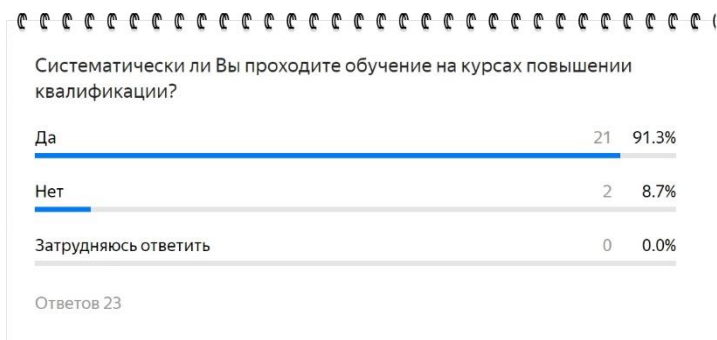 Систематически ли Вы проходите обучение на курсах повышении
квалификации?
Да 21 91.3%
Нет 2 8.7%
Затрудняюсь ответить 0 0.0%
Ответов 23